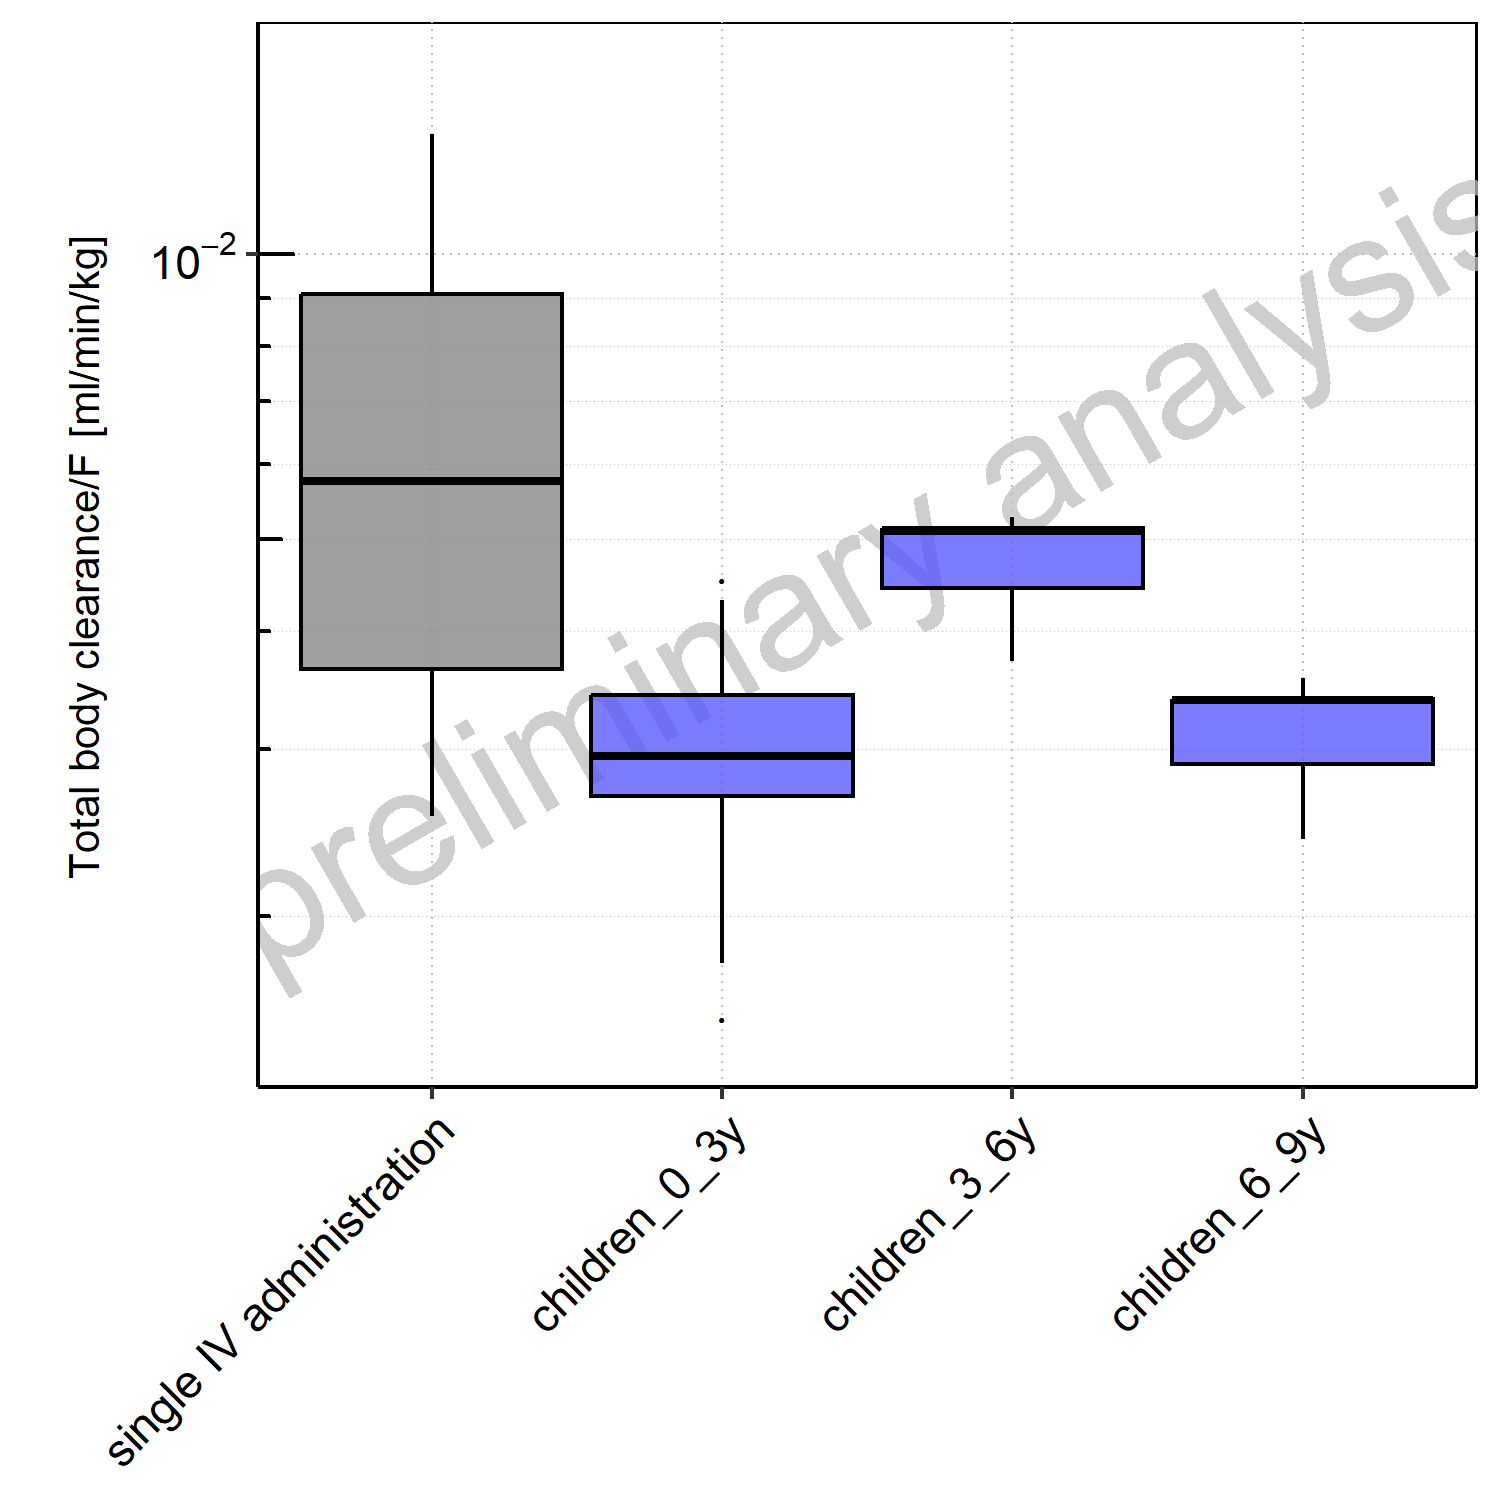 Total body clearance/F [ml/min/kg]
10⁻²
preliminary analysis
single IV administration
children_0_3y
children_3_6y
children_6_9y